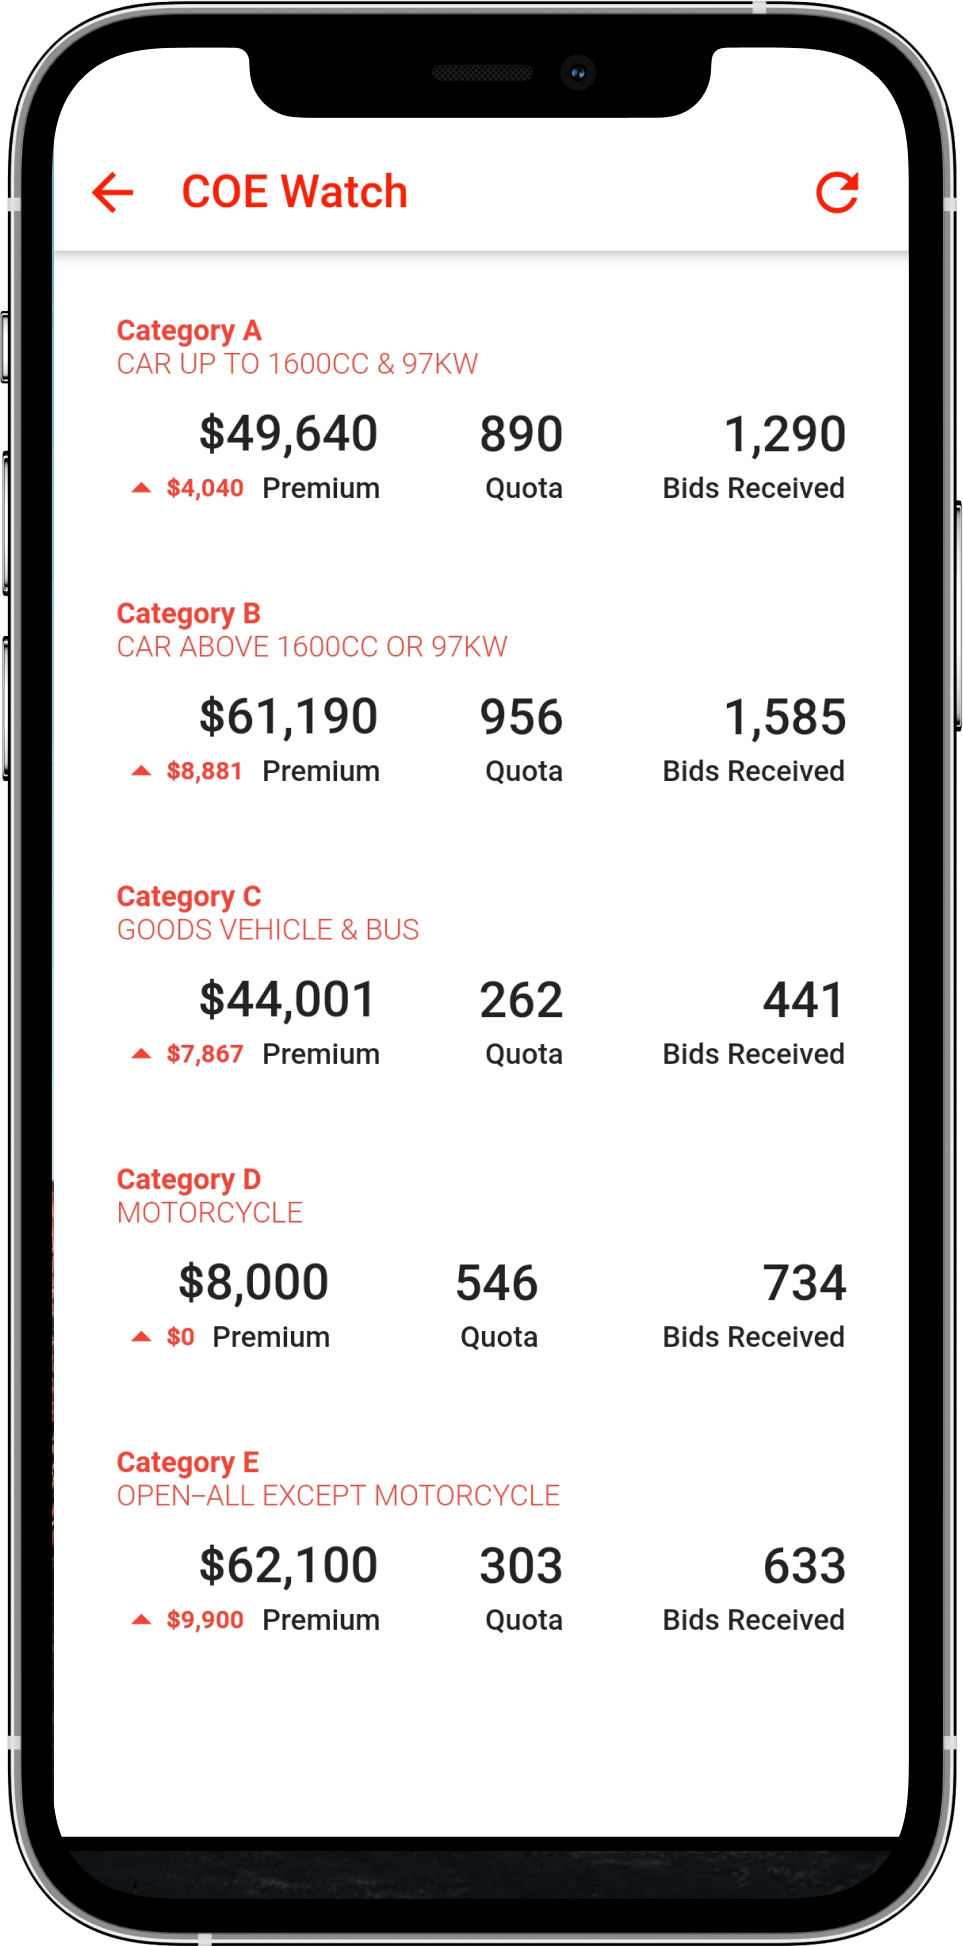 COE Watch
Category A
CAR UP TO 1600CC & 97KW
$49,640 890 1,290
$4,040 Premium Quota Bids Received
Category B
CAR ABOVE 1600CC OR 97KW
$61,190 956 1,585
$8,881 Premium Quota Bids Received
Category C
GOODS VEHICLE & BUS
$44,001 262 441
$7,867 Premium Quota Bids Received
Category D
MOTORCYCLE
$8,000 546 734
$0 Premium Quota Bids Received
Category E
OPEN–ALL EXCEPT MOTORCYCLE
$62,100 303 633
$9,900 Premium Quota Bids Received